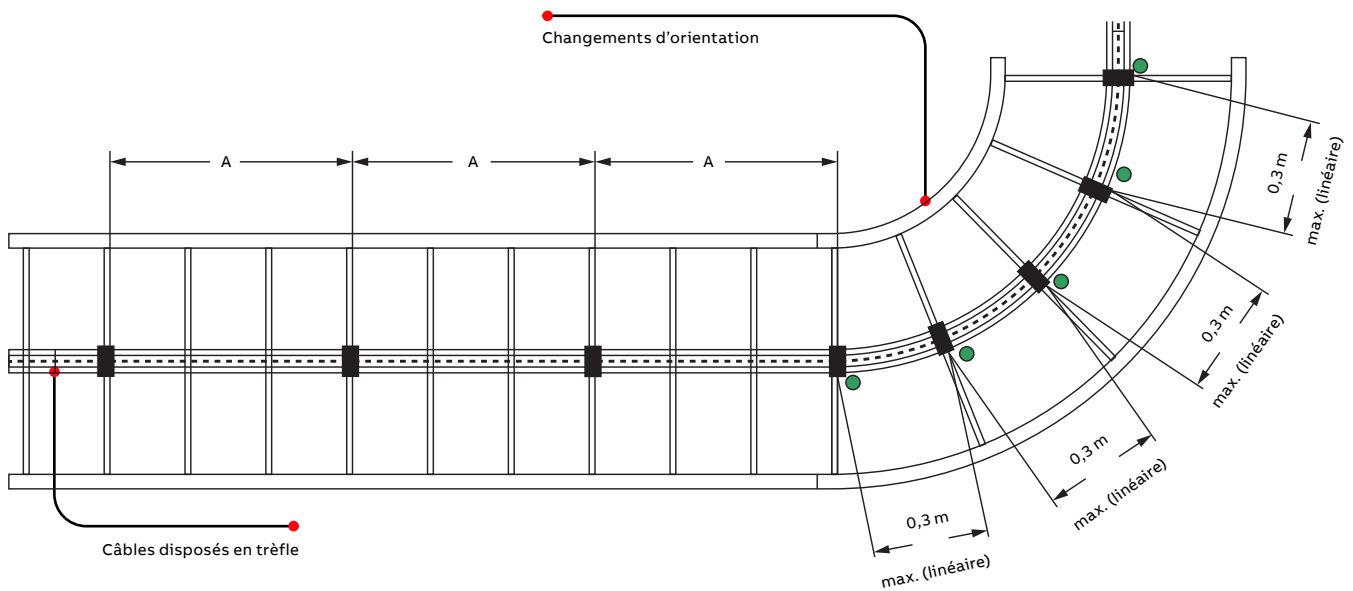 Changements d’orientation
A
A
A
0,3 m
max. (linéaire)
0,3 m
max. (linéaire)
0,3 m
max. (linéaire)
0,3 m
max. (linéaire)
Câbles disposés en trèfle